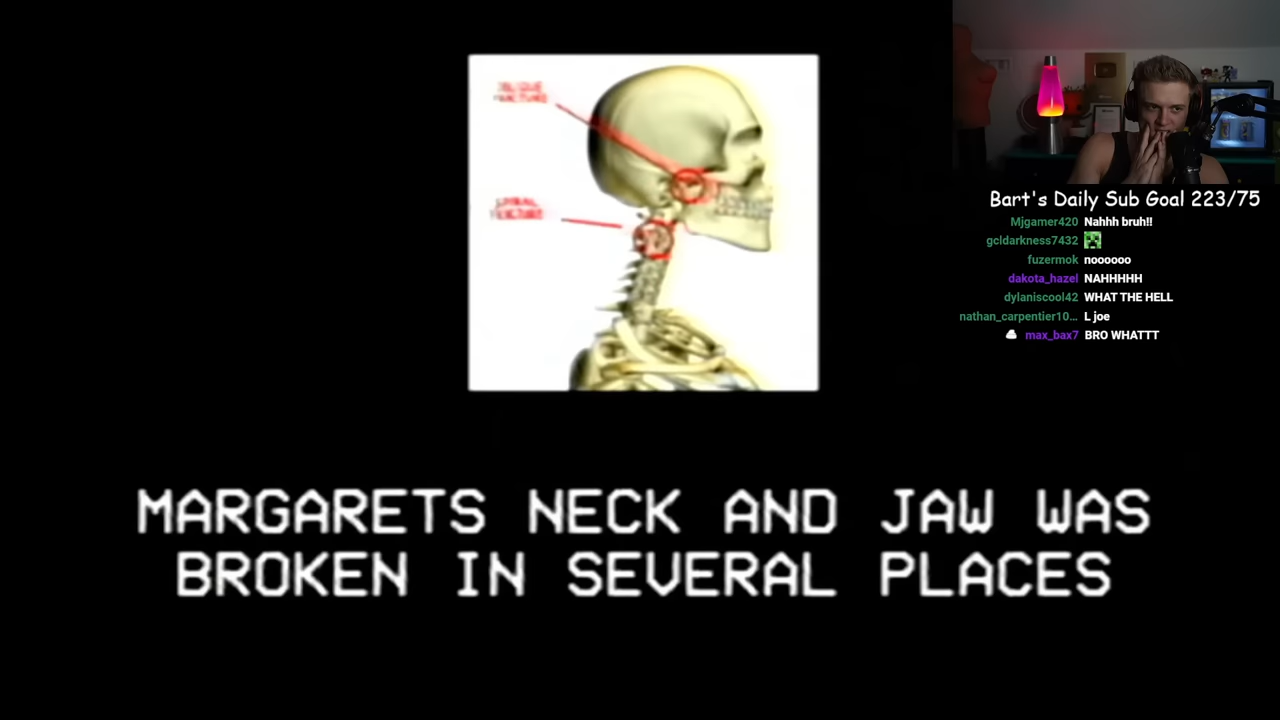 Bart's Daily Sub Goal 223/75
Mjgamer420 Nahhh bruh!!
gcldarkness7432
fuzermok noooooo
dakota_hazel NAHHHHH
dylaniscool42 WHAT THE HELL
nathan_carpentier10... L joe
max_bax7 BRO WHATTT
MARGARETS NECK AND JAW WAS
BROKEN IN SEVERAL PLACES